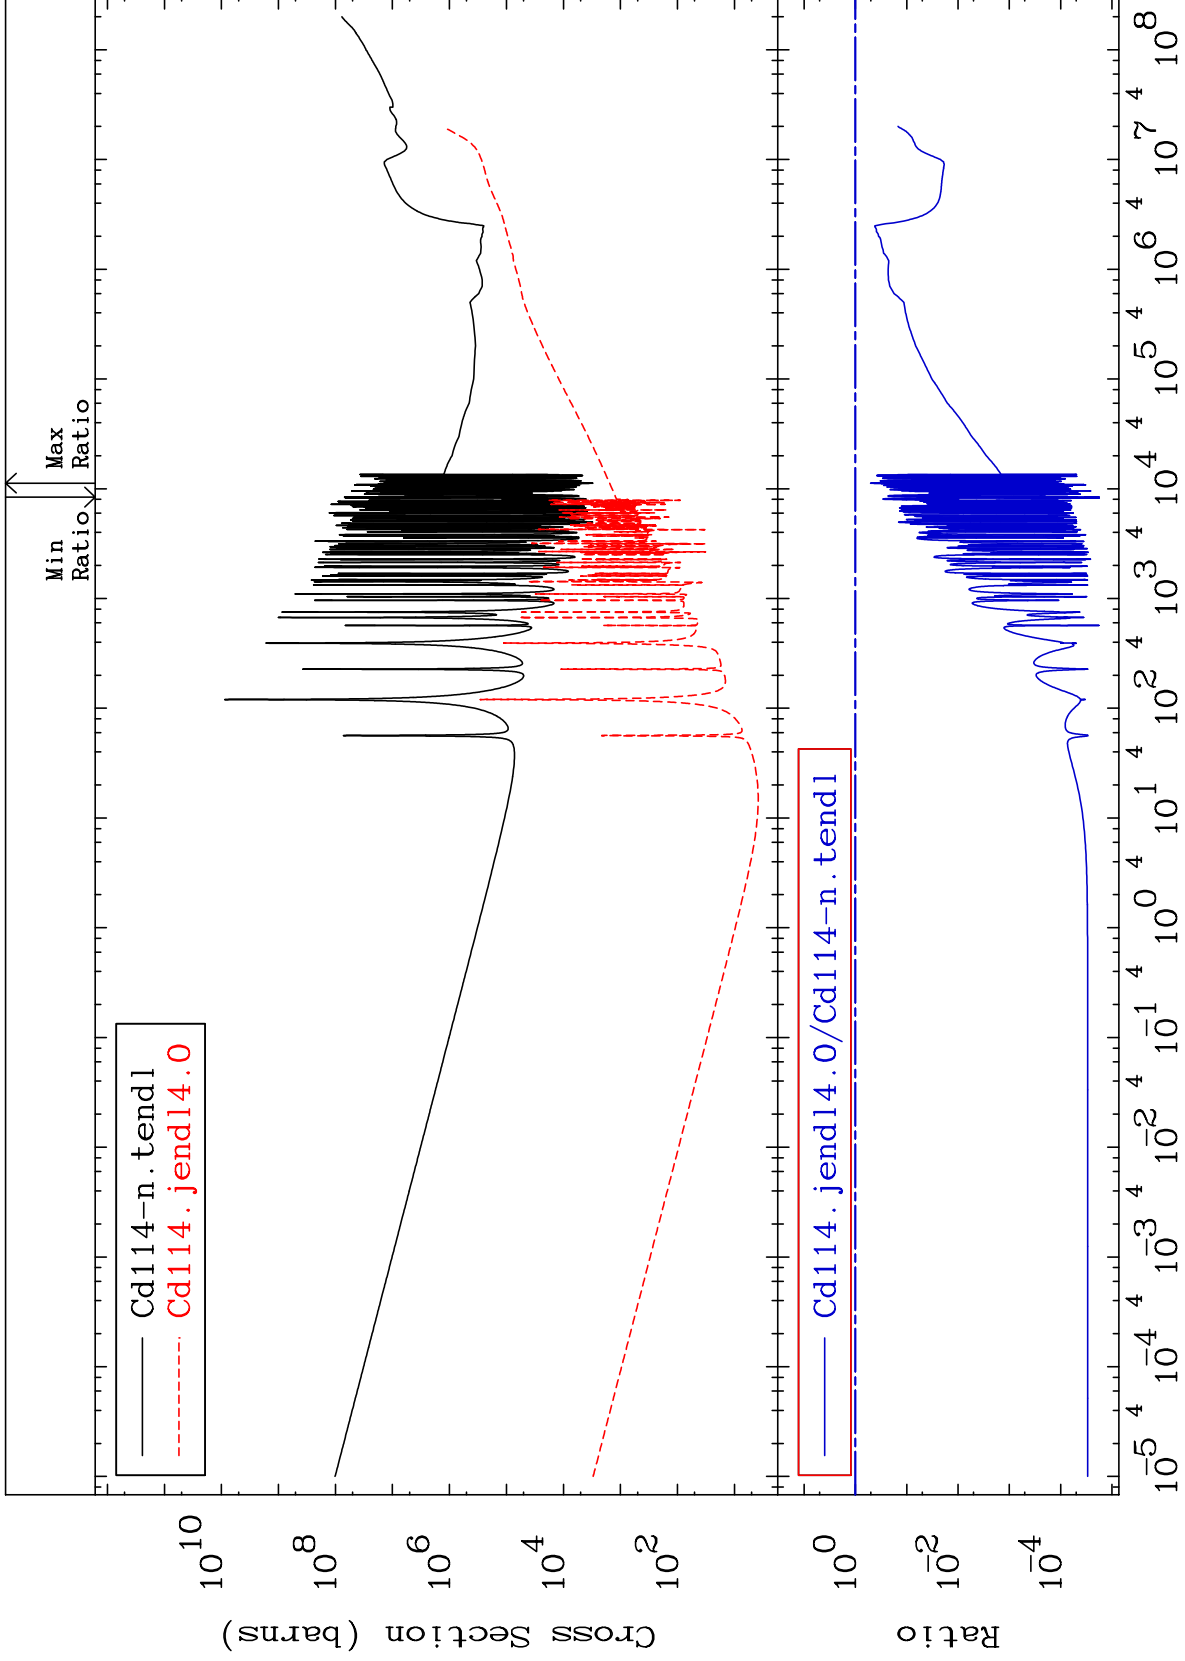 Min
Ratio
Max
Ratio
Cd114-n.tendl
Cd114.jendl4.0
Cross Section (barns)
10^10
10^8
10^6
10^4
10^2
Cd114.jendl4.0/Cd114-n.tendl
Ratio
10^0
10^-2
10^-4
10^-5 4 10^-4 4 10^-3 4 10^-2 4 10^-1 4 10^0 4 10^1 4 10^2 4 10^3 4 10^4 4 10^5 4 10^6 4 10^7 4 10^8